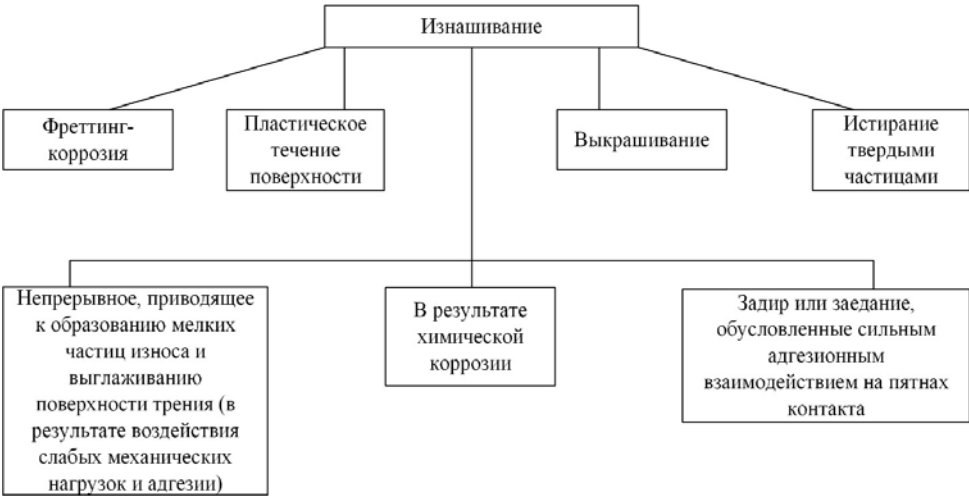 Изнашивание
Фреттинг-
коррозия
Пластическое
течение
поверхности
Выкрашивание
Истирание
твердыми
частицами
Непрерывное, приводящее
к образованию мелких
частиц износа и
выглаживанию
поверхности трения (в
результате воздействия
слабых механических
нагрузок и адгезии)
В результате
химической
коррозии
Задир или заедание,
обусловленные сильным
адгезионным
взаимодействием на пятнах
контакта